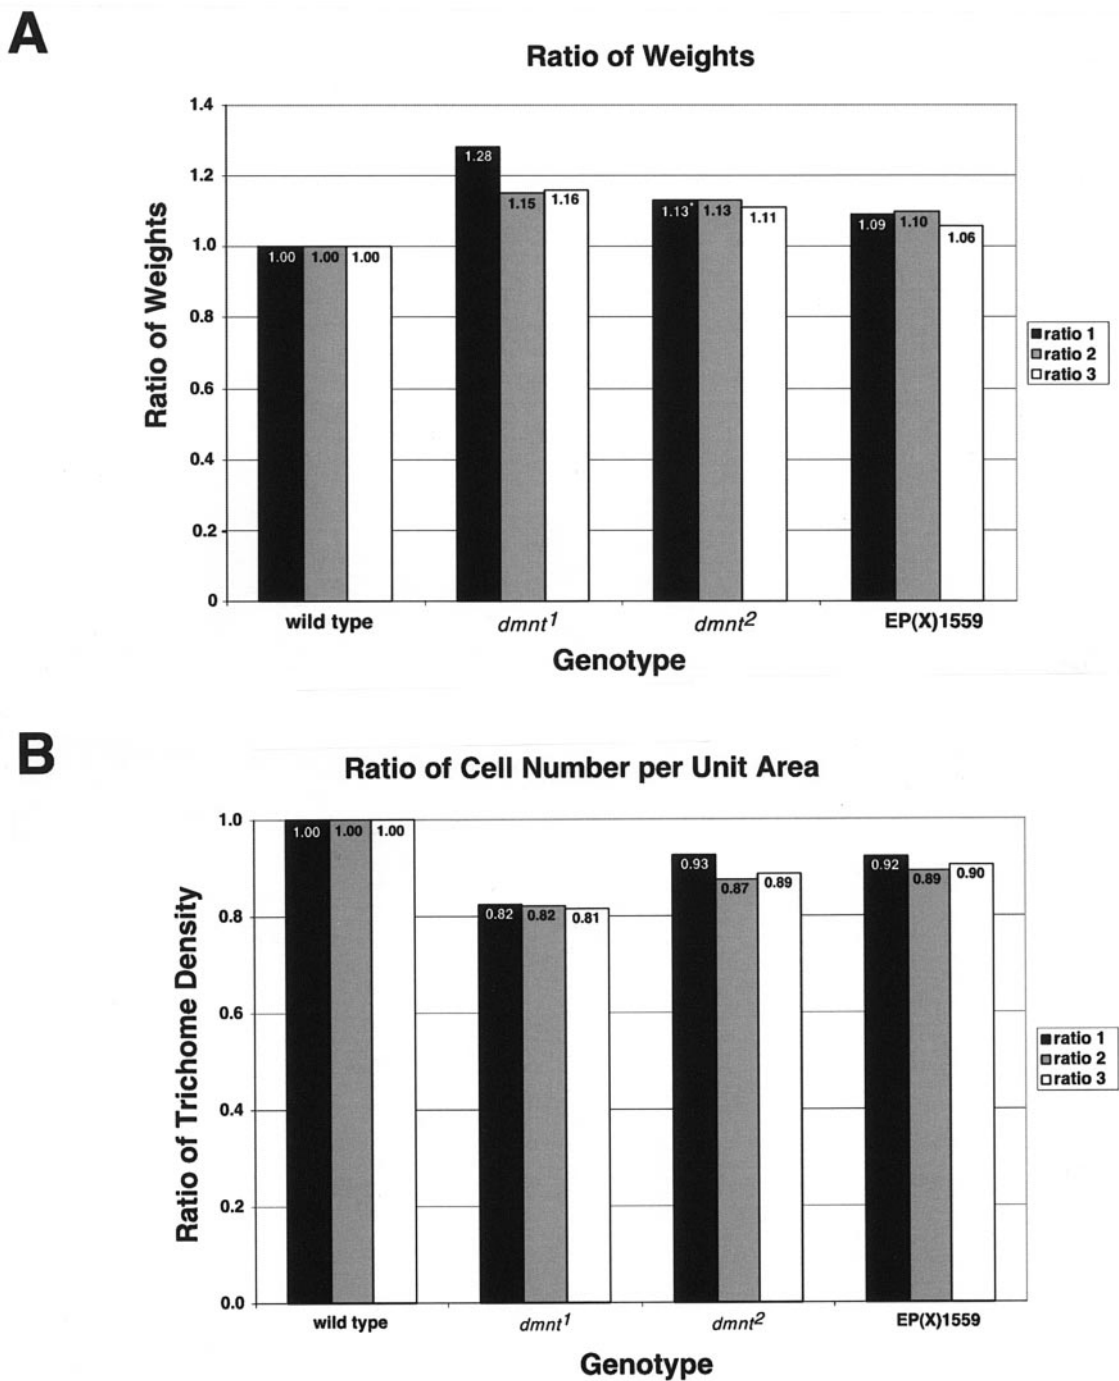 A
Ratio of Weights
Ratio of Weights
1.4
1.2
1.0
0.8
0.6
0.4
0.2
0
1.00 1.00 1.00
1.28 1.15 1.16
1.13* 1.13 1.11
1.09 1.10 1.06
wild type dmnt1 dmnt2 EP(X)1559
Genotype
ratio 1
ratio 2
ratio 3
B
Ratio of Cell Number per Unit Area
Ratio of Trichome Density
1.0
0.8
0.6
0.4
0.2
0.0
1.00 1.00 1.00
0.82 0.82 0.81
0.93 0.87 0.89
0.92 0.89 0.90
wild type dmnt1 dmnt2 EP(X)1559
Genotype
ratio 1
ratio 2
ratio 3